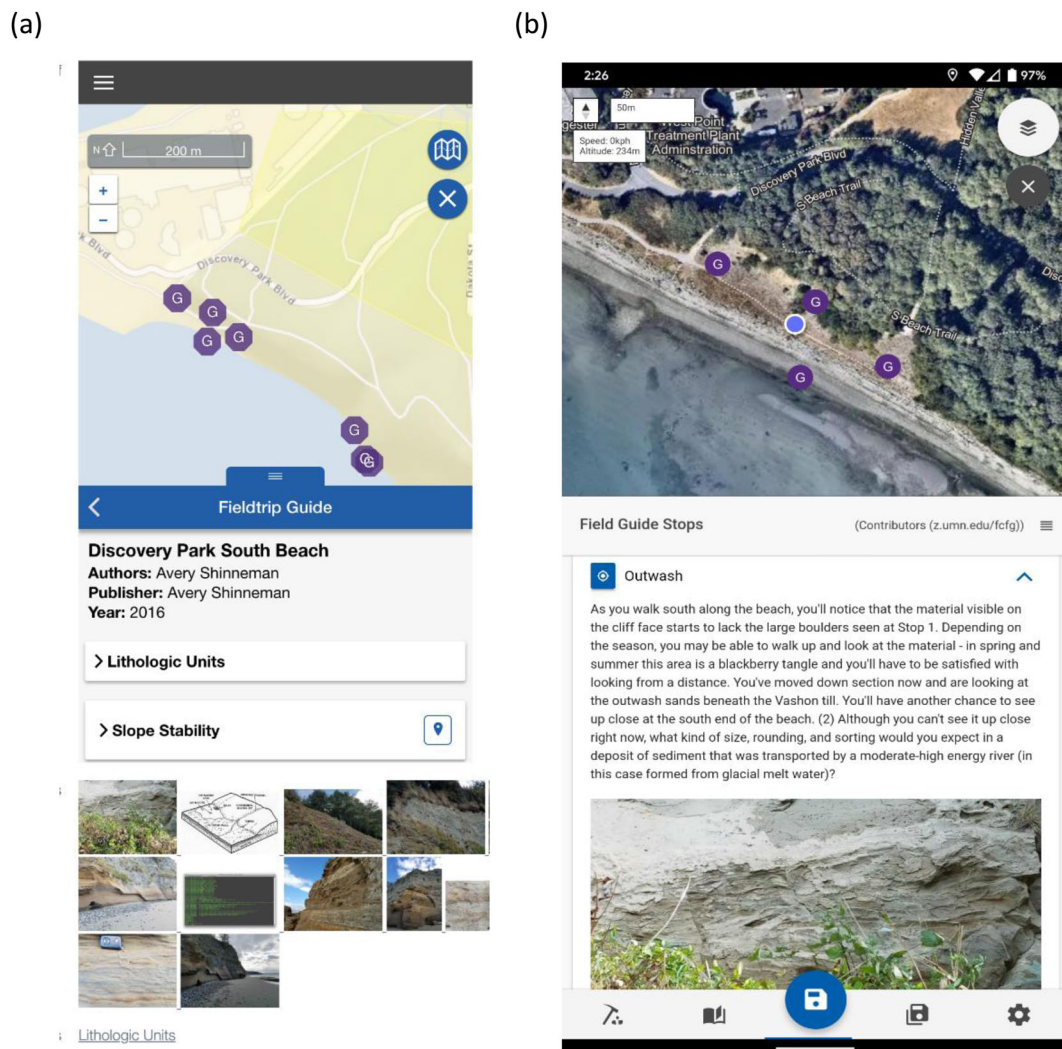 (a)
(b)
N 200 m
+
−
k Blvd
Discovery Park Blvd
Dakota St
G
G
G
G
G
G
G
Fieldtrip Guide
Discovery Park South Beach
Authors: Avery Shinneman
Publisher: Avery Shinneman
Year: 2016
Lithologic Units
Slope Stability
Lithologic Units
2:26
97%
50m
Speed: 0kph
Altitude: 234m
West Point
Treatment Plant
Adminstration
Discovery Park Blvd
S Beach Trail
Hidden Valle
Disc
S Beach Trail
G
G
G
G
Field Guide Stops (Contributors (z.umn.edu/fcfg))
Outwash
As you walk south along the beach, you'll notice that the material visible on
the cliff face starts to lack the large boulders seen at Stop 1. Depending on
the season, you may be able to walk up and look at the material - in spring and
summer this area is a blackberry tangle and you'll have to be satisfied with
looking from a distance. You've moved down section now and are looking at
the outwash sands beneath the Vashon till. You'll have another chance to see
up close at the south end of the beach. (2) Although you can't see it up close
right now, what kind of size, rounding, and sorting would you expect in a
deposit of sediment that was transported by a moderate-high energy river (in
this case formed from glacial melt water)?